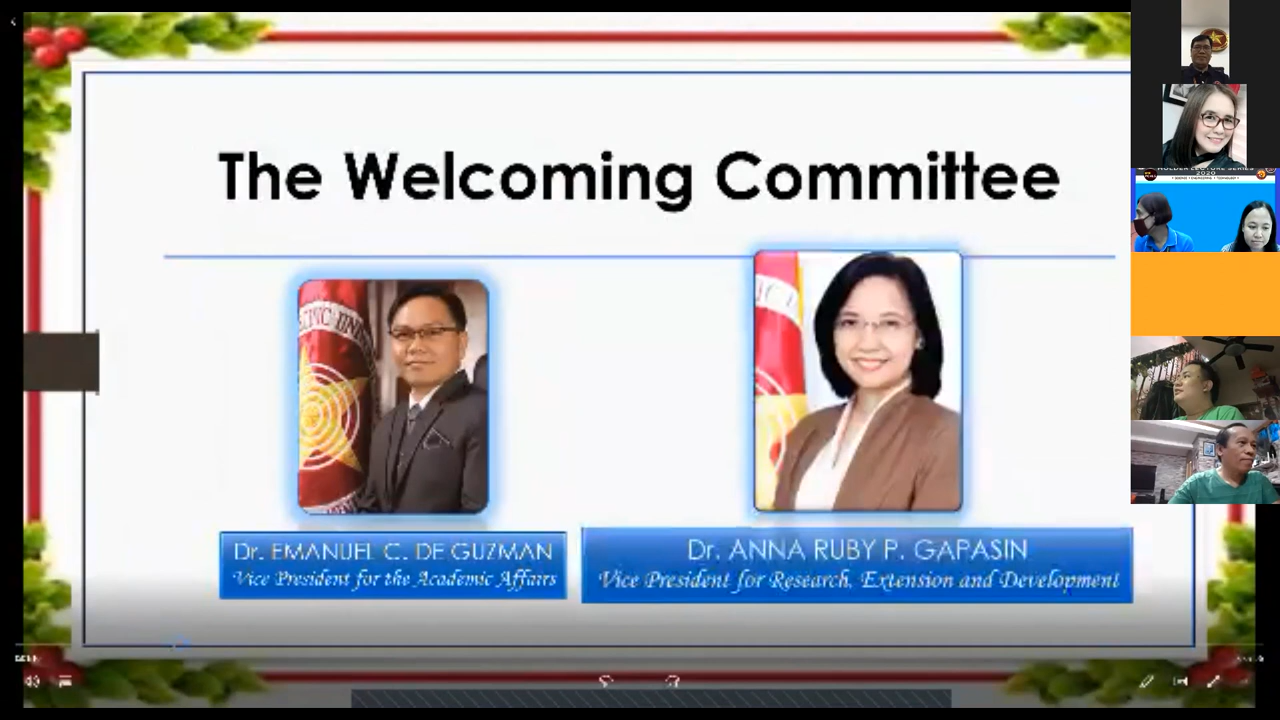 The Welcoming Committee
Dr. EMANUEL C. DE GUZMAN
Vice President for the Academic Affairs
Dr. ANNA RUBY P. GAPASIN
Vice President for Research, Extension and Development
2020